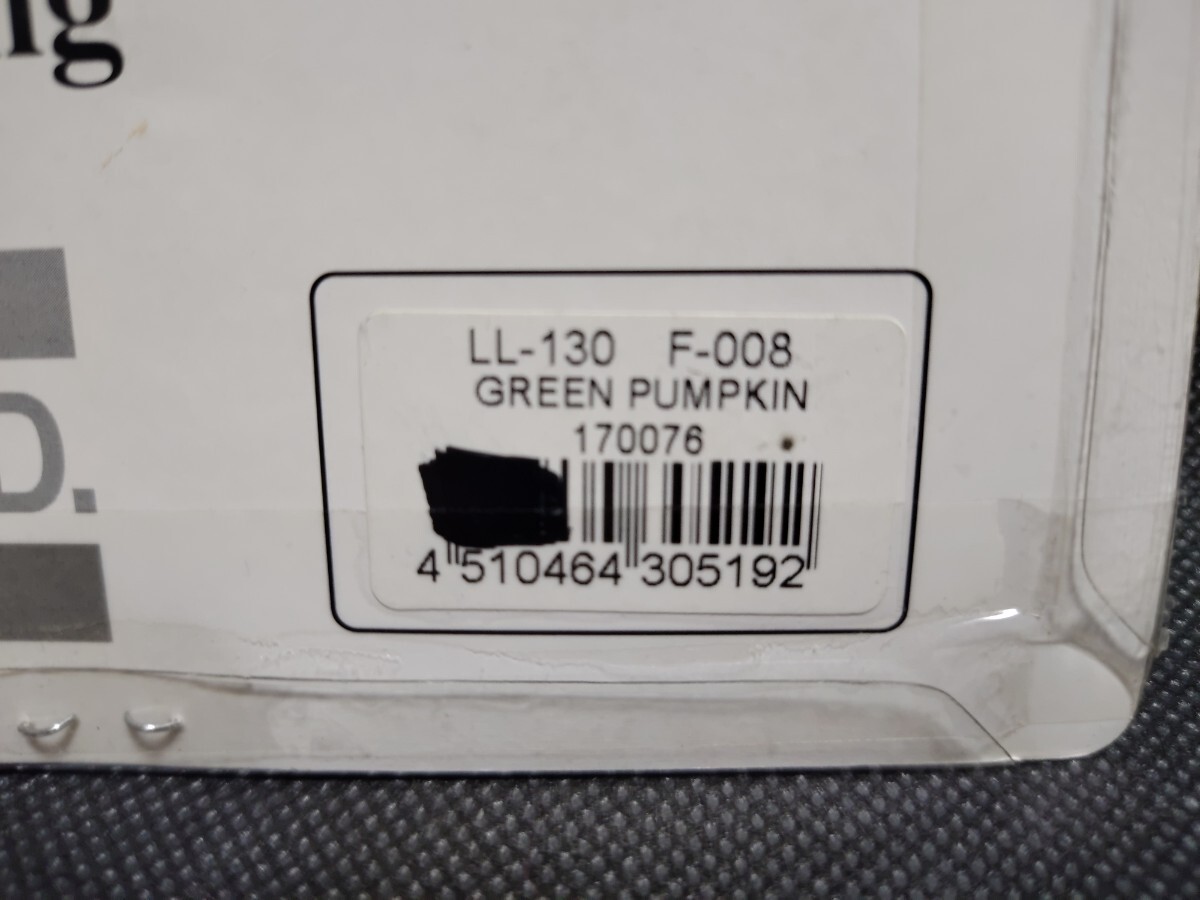 D.
LL-130 F-008
GREEN PUMPKIN
170076
4 510464 305192